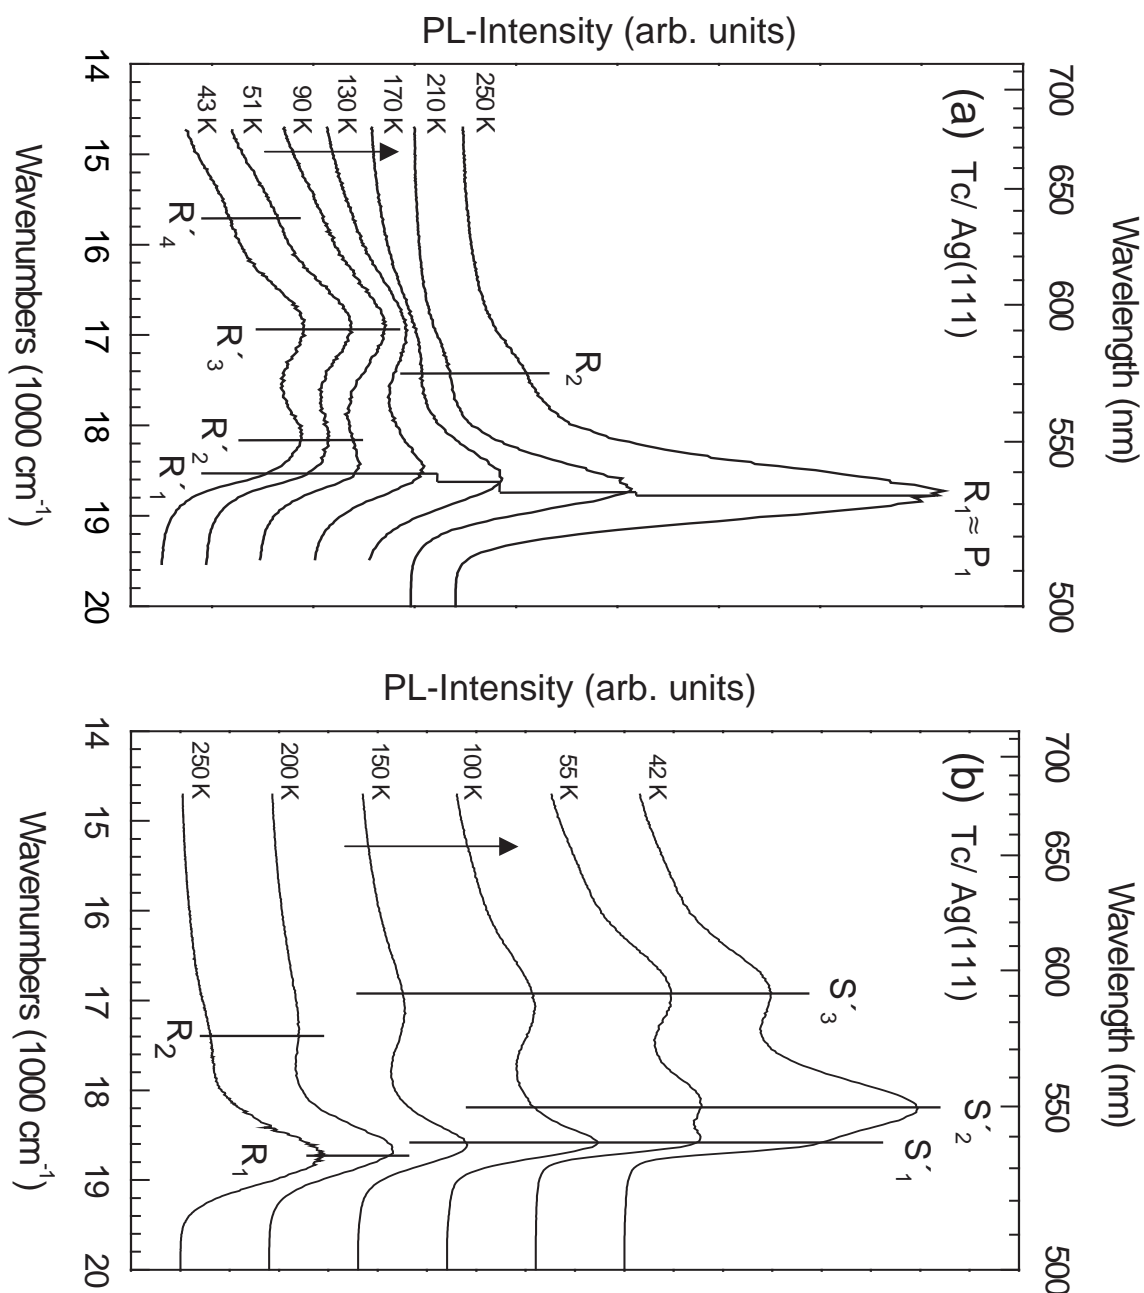 PL-Intensity (arb. units)
Wavelength (nm)
700
650
600
550
500
(a) Tc/ Ag(111)
250 K
210 K
170 K
130 K
90 K
51 K
43 K
R₁ ≈ P₁
R₂
R´₄
R´₃
R´₂
R´₁
14
15
16
17
18
19
20
Wavenumbers (1000 cm⁻¹)
PL-Intensity (arb. units)
Wavelength (nm)
700
650
600
550
500
(b) Tc/ Ag(111)
42 K
55 K
100 K
150 K
200 K
250 K
S´₃
S´₂
S´₁
R₂
R₁
14
15
16
17
18
19
20
Wavenumbers (1000 cm⁻¹)